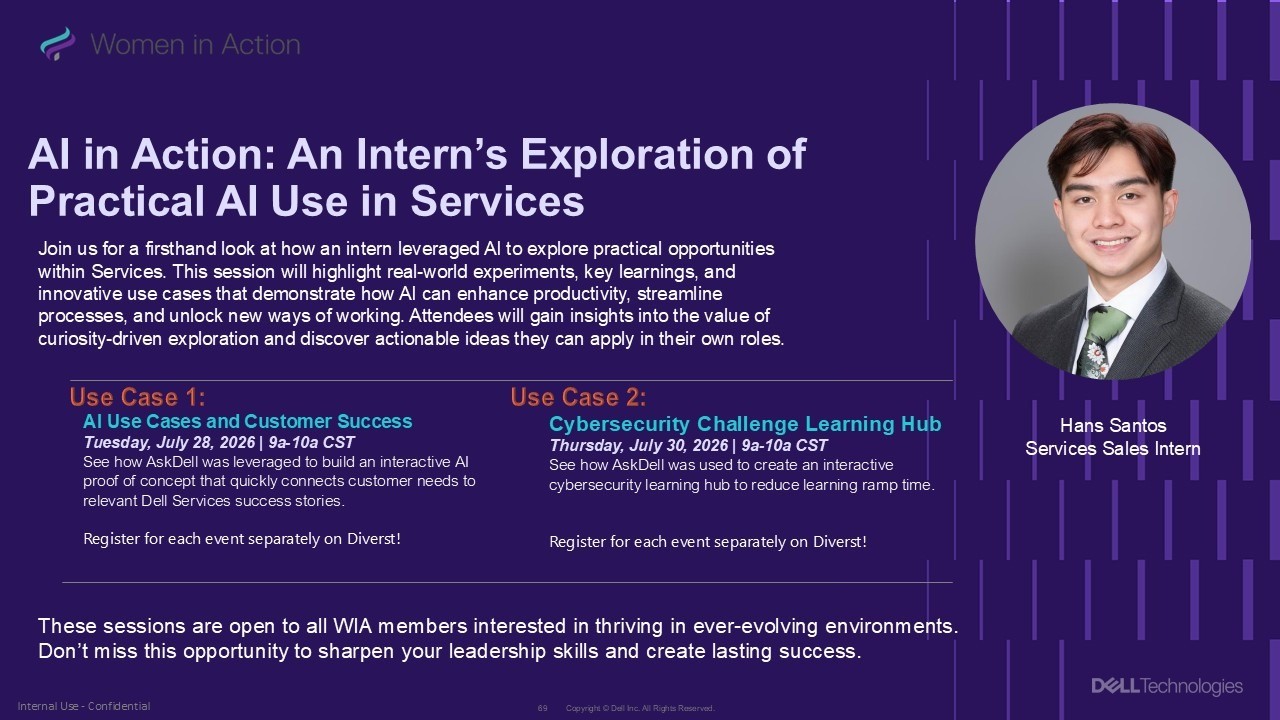 Women in Action
AI in Action: An Intern’s Exploration of
Practical AI Use in Services
Join us for a firsthand look at how an intern leveraged AI to explore practical opportunities
within Services. This session will highlight real-world experiments, key learnings, and
innovative use cases that demonstrate how AI can enhance productivity, streamline
processes, and unlock new ways of working. Attendees will gain insights into the value of
curiosity-driven exploration and discover actionable ideas they can apply in their own roles.
Use Case 1:
AI Use Cases and Customer Success
Tuesday, July 28, 2026 | 9a-10a CST
See how AskDell was leveraged to build an interactive AI
proof of concept that quickly connects customer needs to
relevant Dell Services success stories.
Register for each event separately on Diverst!
Use Case 2:
Cybersecurity Challenge Learning Hub
Thursday, July 30, 2026 | 9a-10a CST
See how AskDell was used to create an interactive
cybersecurity learning hub to reduce learning ramp time.
Register for each event separately on Diverst!
Hans Santos
Services Sales Intern
These sessions are open to all WIA members interested in thriving in ever-evolving environments.
Don’t miss this opportunity to sharpen your leadership skills and create lasting success.
DELL Technologies
Internal Use - Confidential
69 Copyright © Dell Inc. All Rights Reserved.